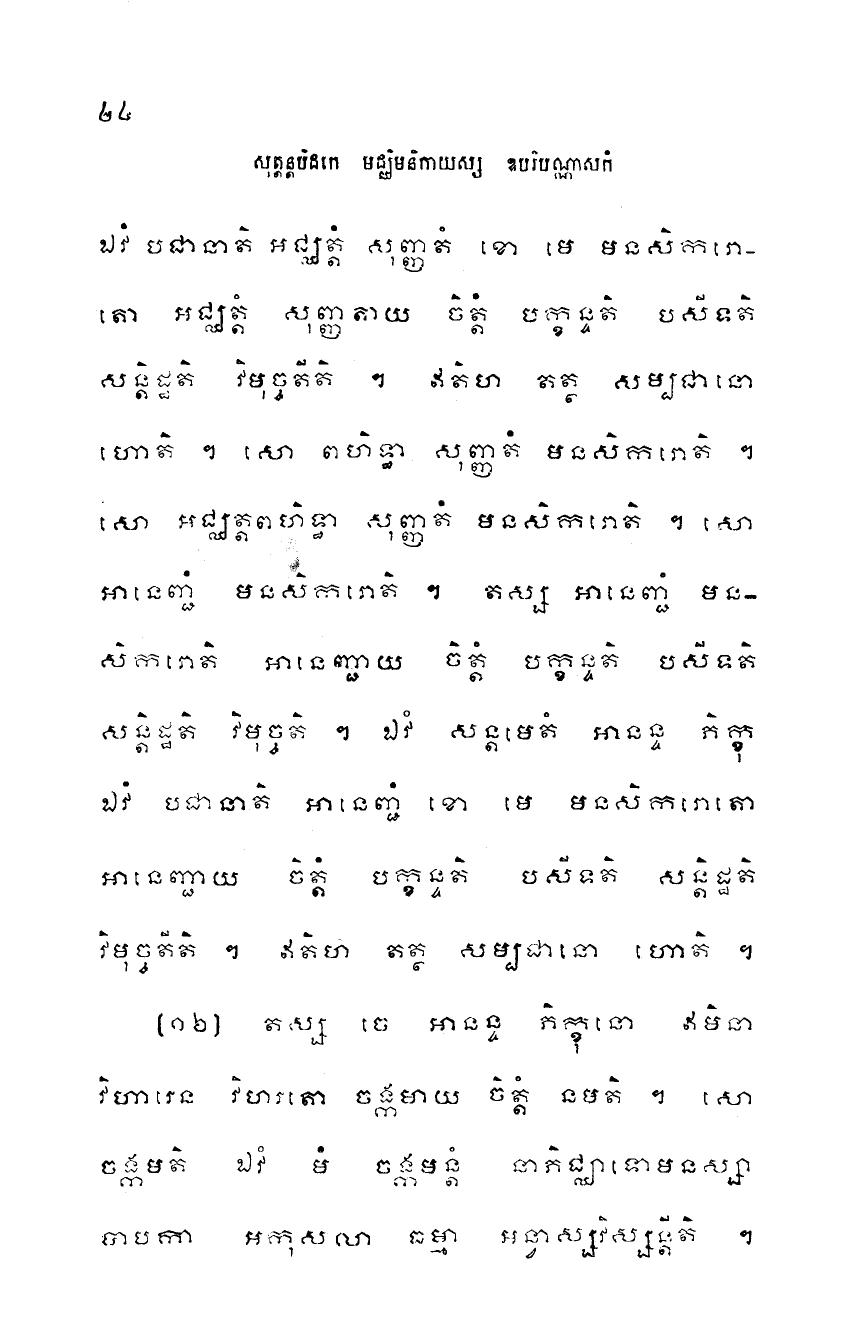 ២៤
សុត្តន្តបិដកេ មជ្ឈិមនិកាយស្ស ឧបរិបណ្ណាសកំ
ឯវំ បជានាតិ អជ្ឈត្តំ សុញ្ញតំ ខោ មេ មនសិករោ-
តោ អជ្ឈត្តំ សុញ្ញតាយ ចិត្តំ បក្ខន្ទតិ បសីទតិ
សន្តិដ្ឋតិ វិមុច្ចតីតិ ។ ឥតិហ តត្ថ សម្បជានោ
ហោតិ ។ សោ ពហិទ្ធា សុញ្ញតំ មនសិករោតិ ។
សោ អជ្ឈត្តពហិទ្ធា សុញ្ញតំ មនសិករោតិ ។ សោ
អានេញ្ជំ មនសិករោតិ ។ តស្ស អានេញ្ជំ មន-
សិករោតិ អានេញ្ជាយ ចិត្តំ បក្ខន្ទតិ បសីទតិ
សន្តិដ្ឋតិ វិមុច្ចតិ ។ ឯវំ សន្តមេតំ អានន្ទ ភិក្ខុ
ឯវំ បជានាតិ អានេញ្ជំ ខោ មេ មនសិករោតោ
អានេញ្ជាយ ចិត្តំ បក្ខន្ទតិ បសីទតិ សន្តិដ្ឋតិ
វិមុច្ចតីតិ ។ ឥតិហ តត្ថ សម្បជានោ ហោតិ ។
(១៦) តស្ស ចេ អានន្ទ ភិក្ខុនោ ឥមិនា
វិហារេន វិហរតោ ចង្កមាយ ចិត្តំ នមតិ ។ សោ
ចង្កមតិ ឯវំ មំ ចង្កមន្តំ នាភិជ្ឈាទោមនស្សា
បាបកា អកុសលា ធម្មា អន្វាស្សវិស្សន្តីតិ ។